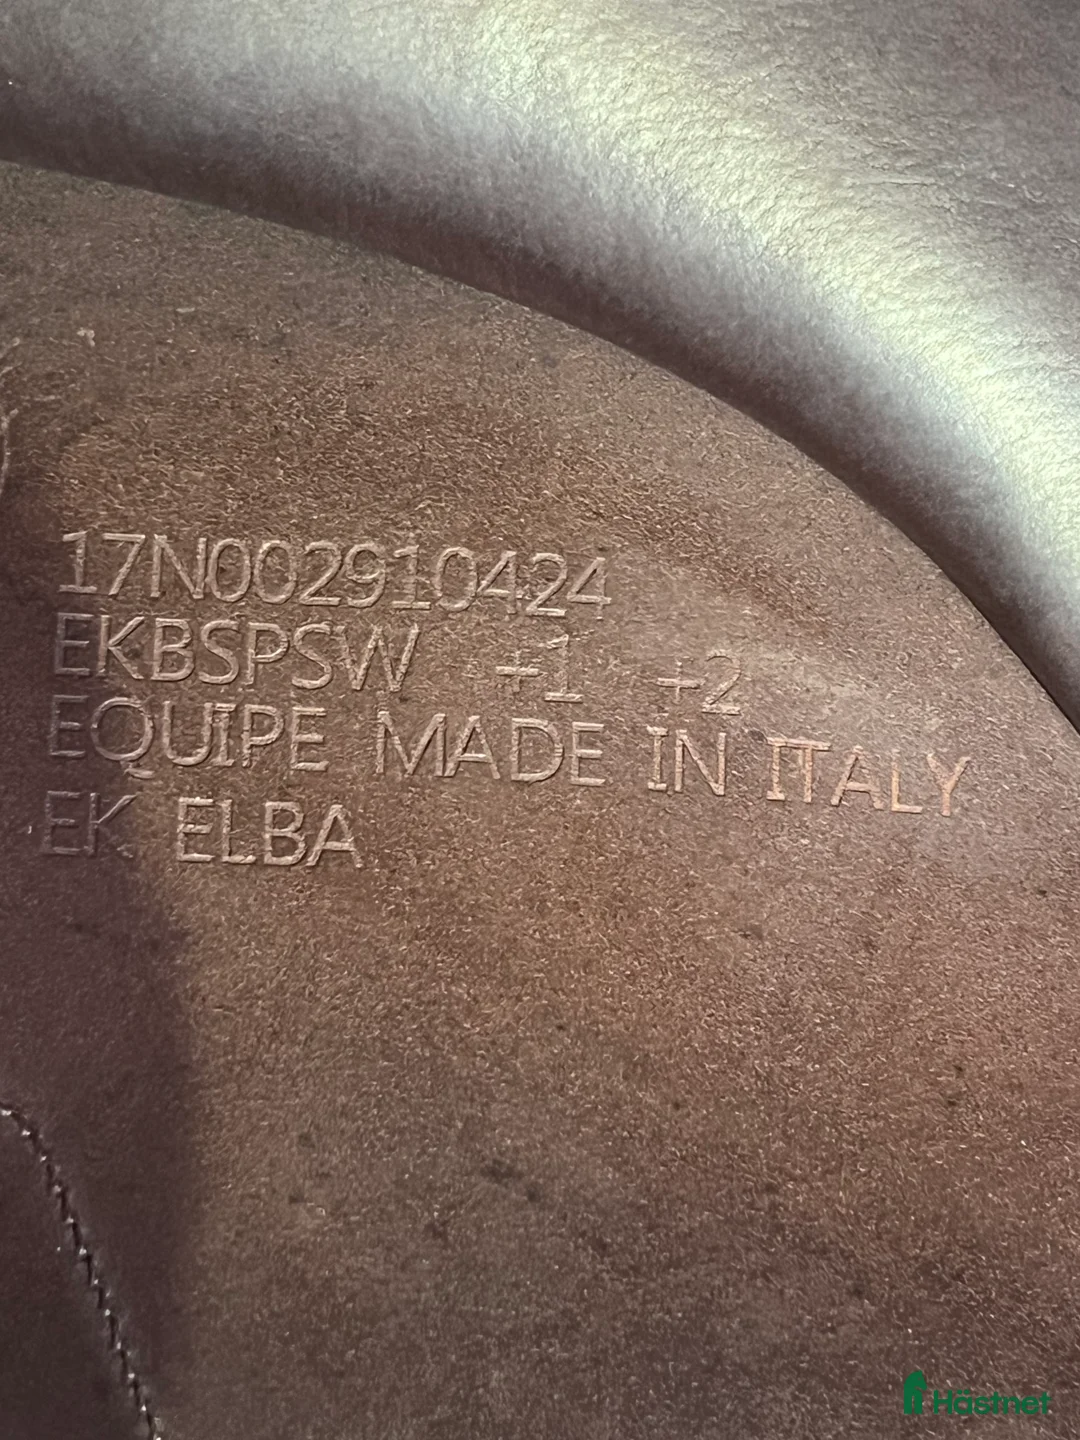 17N002910424
EKBSPSW +1 +2
EQUIPE MADE IN ITALY
EK ELBA
Hästnet